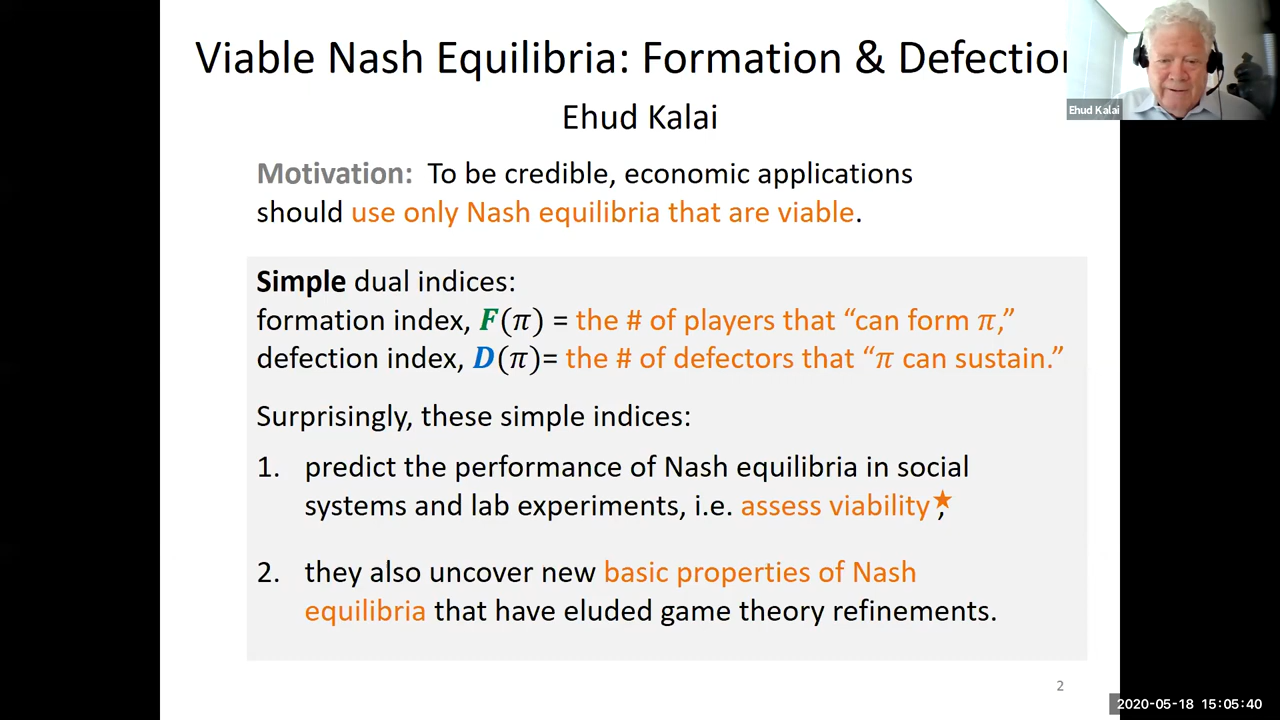 Viable Nash Equilibria: Formation & Defection
Ehud Kalai
Ehud Kalai
Motivation: To be credible, economic applications
should use only Nash equilibria that are viable.
Simple dual indices:
formation index, F(π) = the # of players that “can form π,”
defection index, D(π)= the # of defectors that “π can sustain.”
Surprisingly, these simple indices:
1. predict the performance of Nash equilibria in social
systems and lab experiments, i.e. assess viability★,
2. they also uncover new basic properties of Nash
equilibria that have eluded game theory refinements.
2
2020-05-18 15:05:40